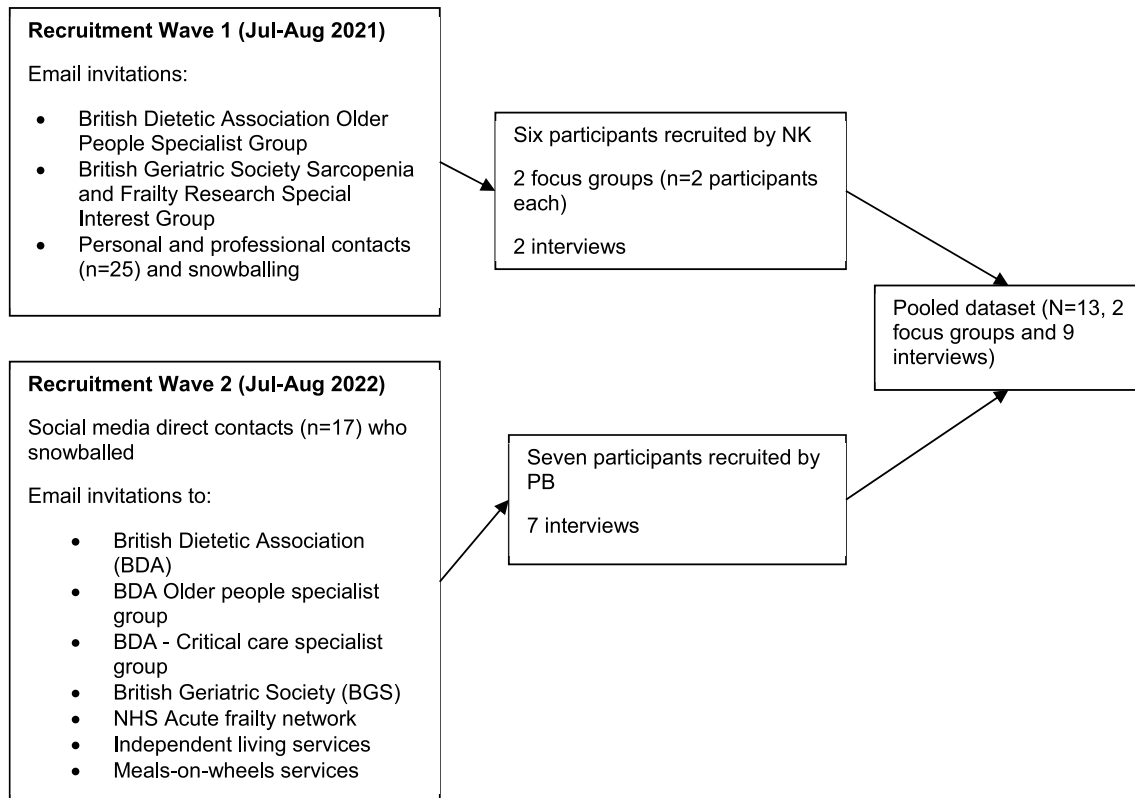 Recruitment Wave 1 (Jul-Aug 2021)
Email invitations:
• British Dietetic Association Older
People Specialist Group
• British Geriatric Society Sarcopenia
and Frailty Research Special
Interest Group
• Personal and professional contacts
(n=25) and snowballing
Six participants recruited by NK
2 focus groups (n=2 participants
each)
2 interviews
Recruitment Wave 2 (Jul-Aug 2022)
Social media direct contacts (n=17) who
snowballed
Email invitations to:
• British Dietetic Association
(BDA)
• BDA Older people specialist
group
• BDA - Critical care specialist
group
• British Geriatric Society (BGS)
• NHS Acute frailty network
• Independent living services
• Meals-on-wheels services
Seven participants recruited by
PB
7 interviews
Pooled dataset (N=13, 2
focus groups and 9
interviews)